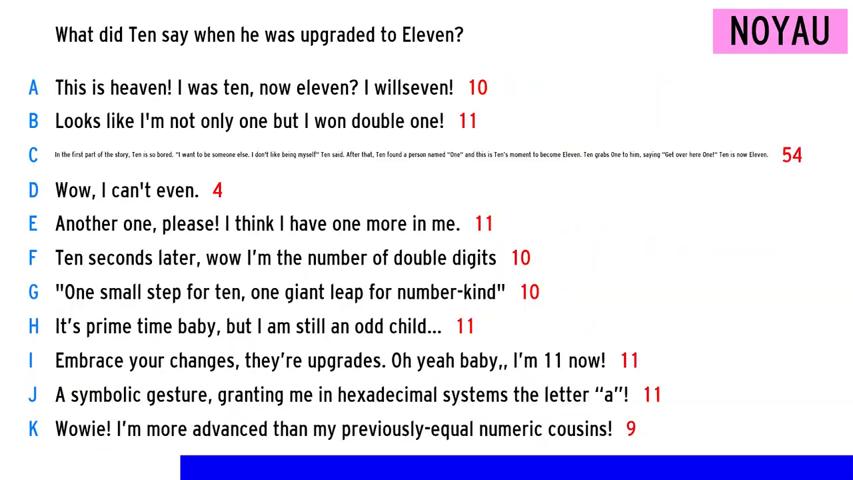 What did Ten say when he was upgraded to Eleven?
NOYAU
A This is heaven! I was ten, now eleven? I willseven! 10
B Looks like I'm not only one but I won double one! 11
C In the first part of the story, Ten is so bored. "I want to be someone else. I don't like being myself" Ten said. After that, Ten found a person named "One" and this is Ten's moment to become Eleven. Ten grabs One to him, saying "Get over here One!" Ten is now Eleven. 54
D Wow, I can't even. 4
E Another one, please! I think I have one more in me. 11
F Ten seconds later, wow I'm the number of double digits 10
G "One small step for ten, one giant leap for number-kind" 10
H It's prime time baby, but I am still an odd child... 11
I Embrace your changes, they're upgrades. Oh yeah baby,, I'm 11 now! 11
J A symbolic gesture, granting me in hexadecimal systems the letter “a”! 11
K Wowie! I'm more advanced than my previously-equal numeric cousins! 9